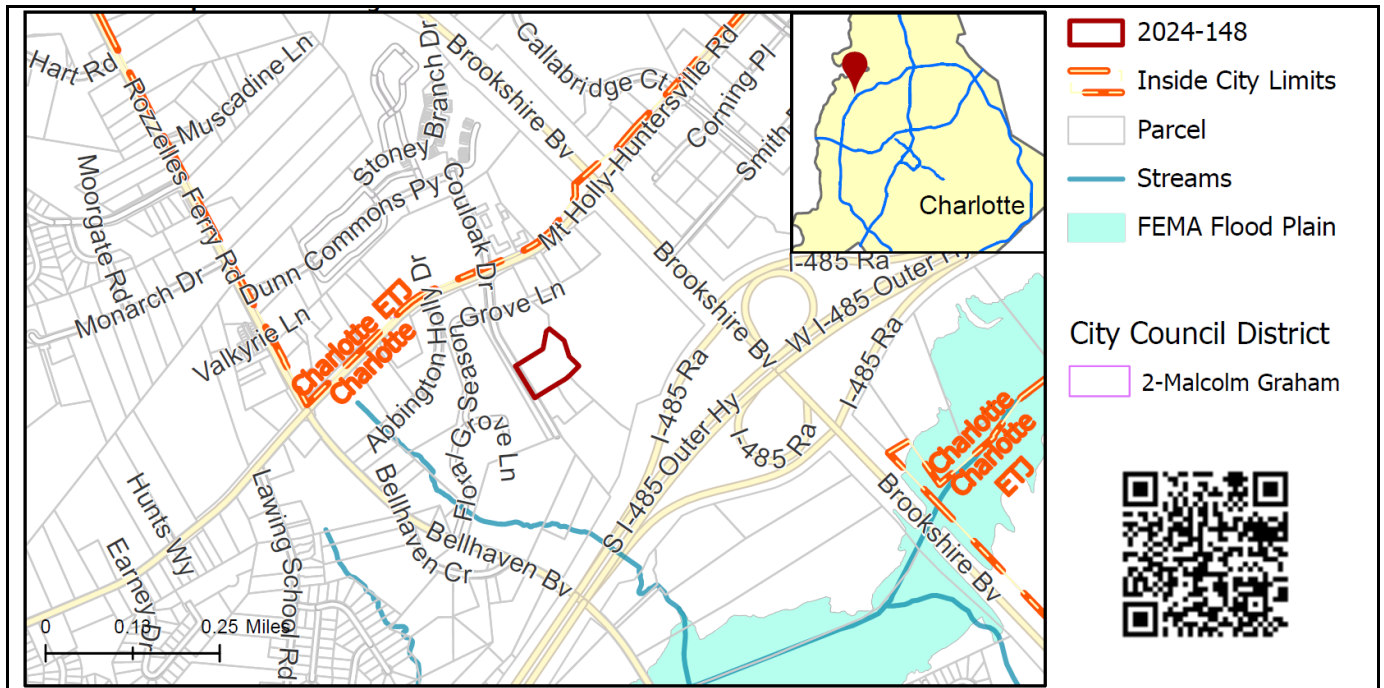 Hart Rd
Rozzelles Ferry Rd
Muscadine Ln
Moorgate Rd
Monarch Dr
Valkyrie Ln
Dunn Commons Py
Stoney Branch Dr
Couloak Dr
Brookshire Bv
Callabridge Ct
Mt Holly-Huntersville Rd
Corning Pl
Smith
Charlotte ETJ
Charlotte
Abbington Holly Dr
Grove Ln
Floral Grove Ln
Season
Brookshire Bv
I-485 Ra
W I-485 Outer Hy
I-485 Ra
I-485 Ra
S I-485 Outer Hy
I-485 Ra
Charlotte
Charlotte
ETJ
Brookshire Bv
Hunts Wy
Earney Dr
Lawing School Rd
Bellhaven Cr
Bellhaven Bv
0
0.13
0.25 Miles
Charlotte
2024-148
Inside City Limits
Parcel
Streams
FEMA Flood Plain
City Council District
2-Malcolm Graham